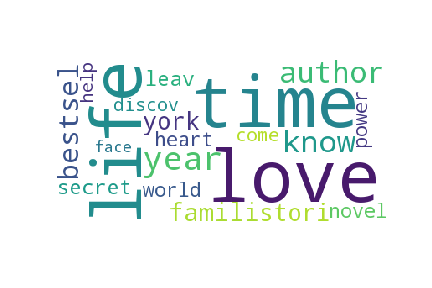 bestsel
help
life
leav
discov
face
secret
york
year
heart
world
time
author
come
know
power
love
familistori
novel